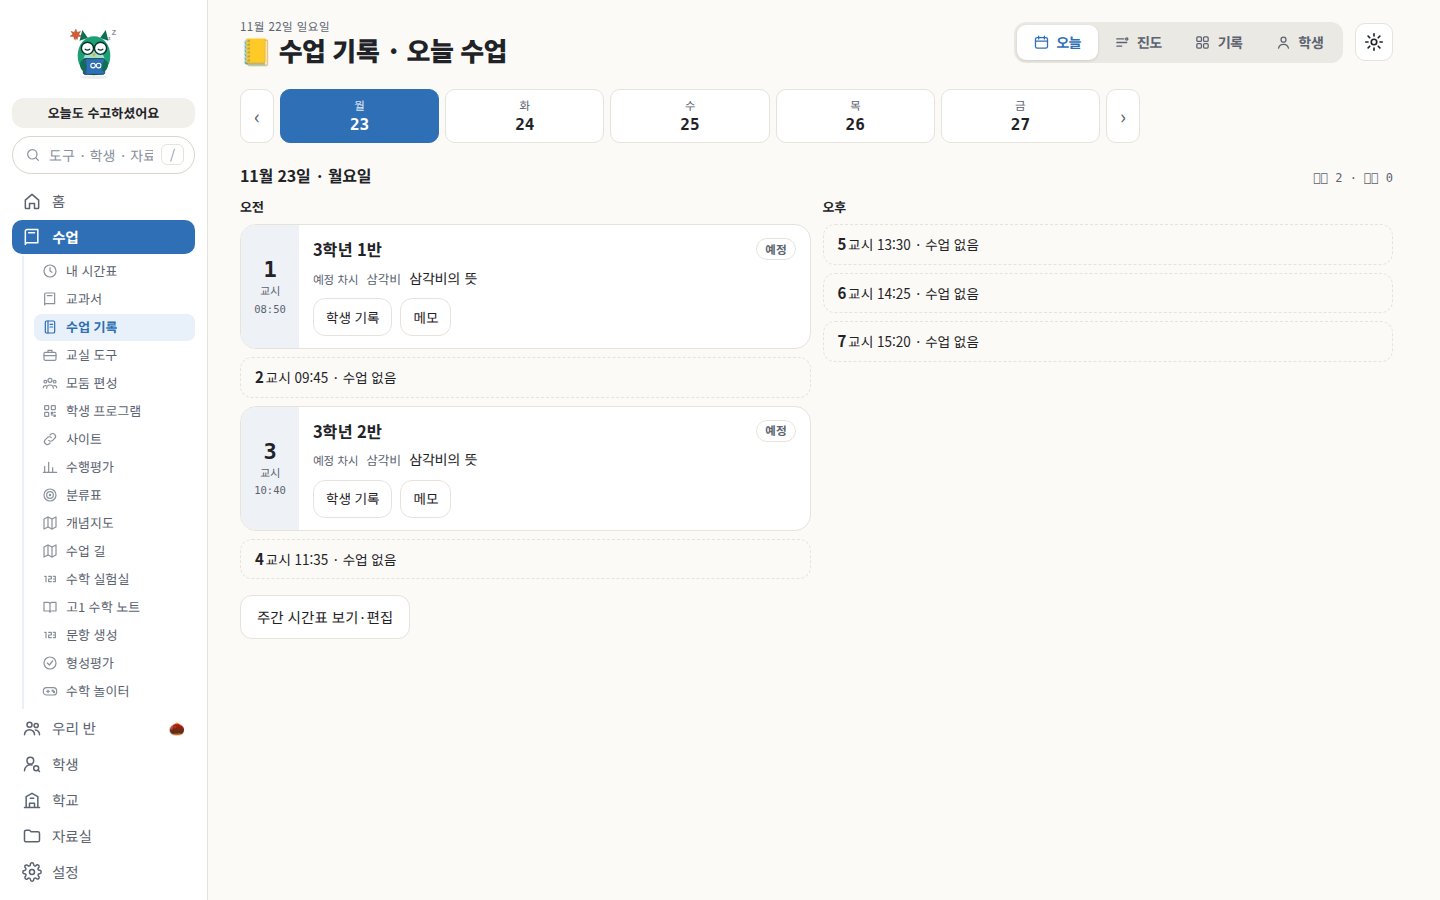 오늘도 수고하셨어요
도구 · 학생 · 자료 /
홈
수업
내 시간표
교과서
수업 기록
교실 도구
모둠 편성
학생 프로그램
사이트
수행평가
분류표
개념지도
수업 길
수학 실험실
고1 수학 노트
문항 생성
형성평가
수학 놀이터
우리 반
학생
학교
자료실
설정
11월 22일 일요일
수업 기록 · 오늘 수업
오늘 진도 기록 학생
‹ 월 23 화 24 수 25 목 26 금 27 ›
11월 23일 · 월요일
2 · 0
오전
1 교시 08:50
3학년 1반 예정
예정 차시 삼각비 삼각비의 뜻
학생 기록 메모
2교시 09:45 · 수업 없음
3 교시 10:40
3학년 2반 예정
예정 차시 삼각비 삼각비의 뜻
학생 기록 메모
4교시 11:35 · 수업 없음
주간 시간표 보기·편집
오후
5교시 13:30 · 수업 없음
6교시 14:25 · 수업 없음
7교시 15:20 · 수업 없음